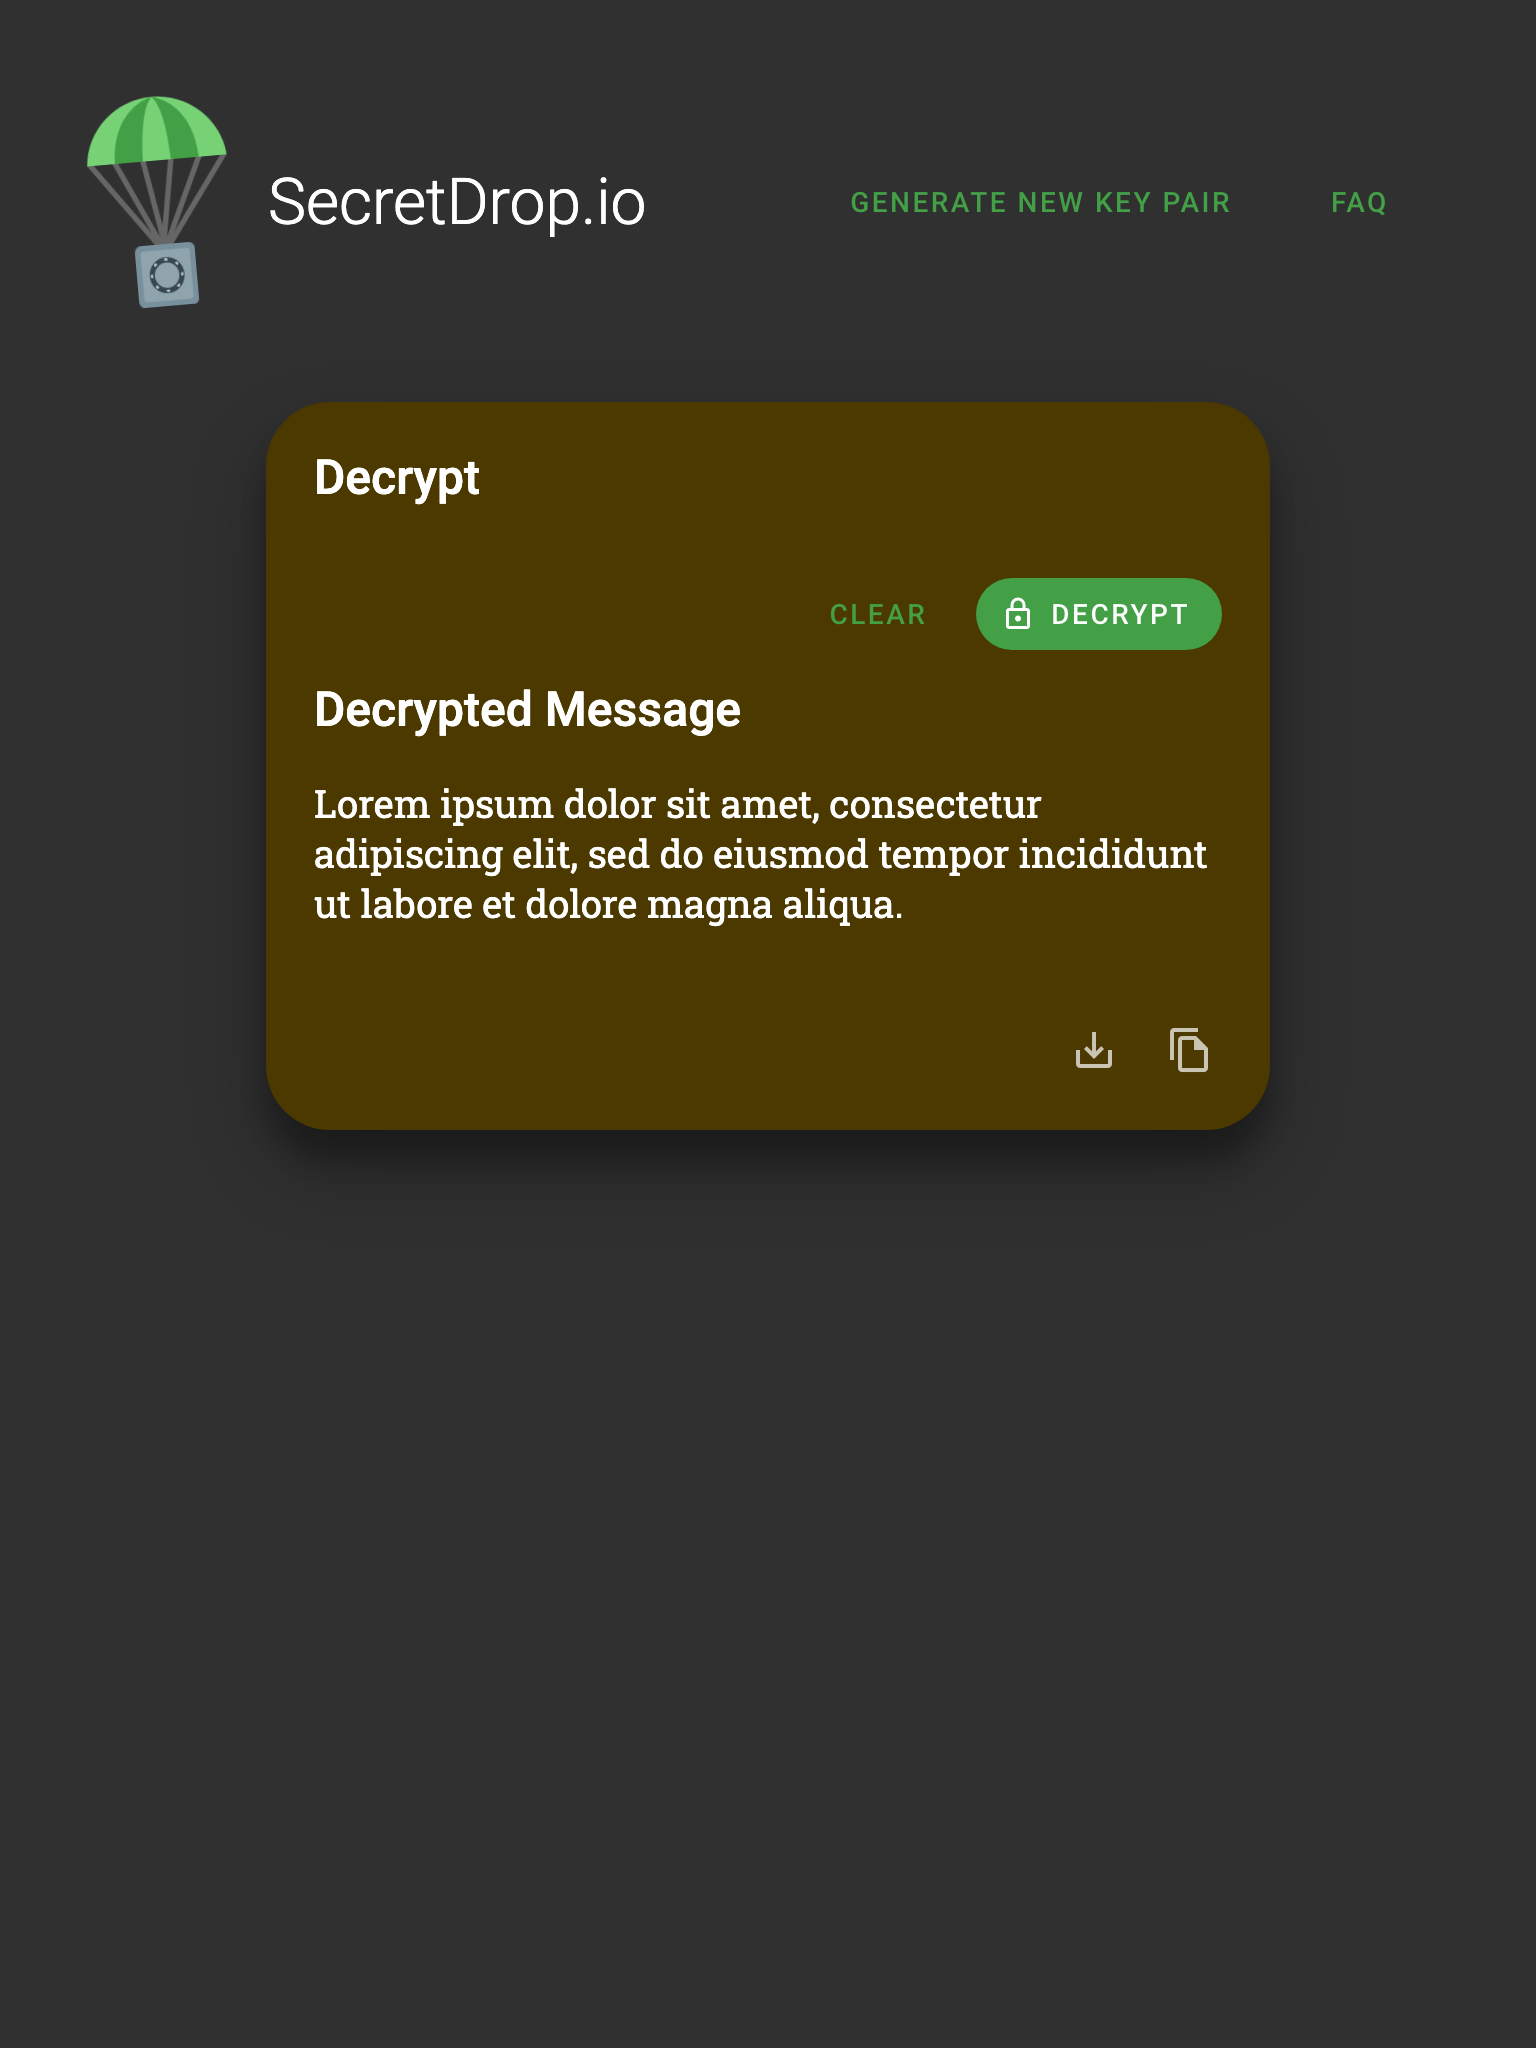 SecretDrop.io
GENERATE NEW KEY PAIR
FAQ
Decrypt
CLEAR
DECRYPT
Decrypted Message
Lorem ipsum dolor sit amet, consectetur
adipiscing elit, sed do eiusmod tempor incididunt
ut labore et dolore magna aliqua.